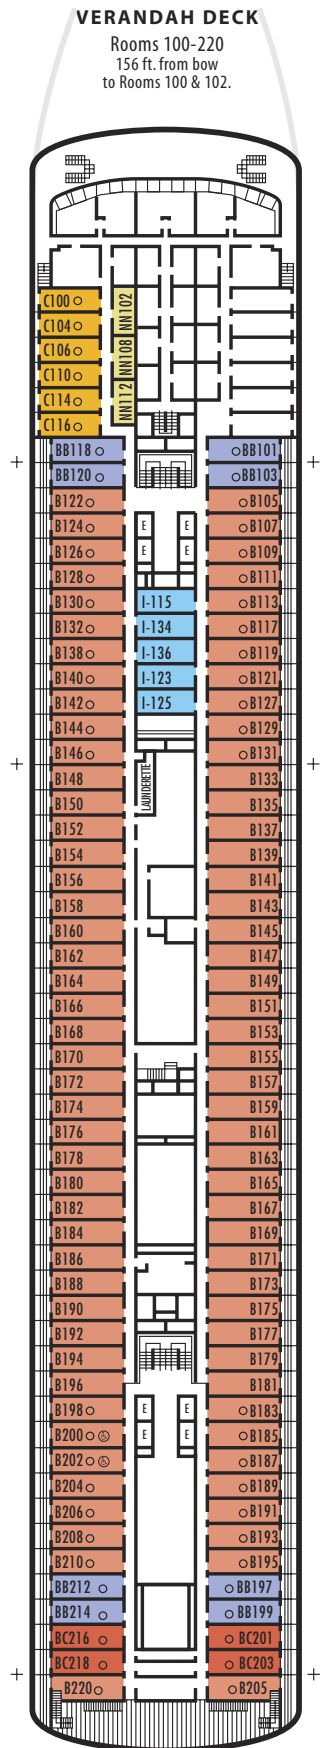 VERANDAH DECK
Rooms 100-220
156 ft. from bow
to Rooms 100 & 102.
C100
NN102
C104
C106
NN108
C110
C114
NN112
C116
BB118
BB101
BB120
BB103
B122
B105
B124
E
E
B107
B126
E
E
B109
B128
B111
B130
I-115
B113
B132
I-134
B117
B138
I-136
B119
B140
I-123
B121
B142
I-125
B127
B144
B129
B146
B131
B148
LAUNDERETTE
B133
B150
B135
B152
B137
B154
B139
B156
B141
B158
B143
B160
B145
B162
B147
B164
B149
B166
B151
B168
B153
B170
B155
B172
B157
B174
B159
B176
B161
B178
B163
B180
B165
B182
B167
B184
B169
B186
B171
B188
B173
B190
B175
B192
B177
B194
B179
B196
B181
B198
E
E
B183
B200
E
E
B185
B202
B187
B204
B189
B206
B191
B208
B193
B210
B195
BB212
BB197
BB214
BB199
BC216
BC201
BC218
BC203
B220
B205